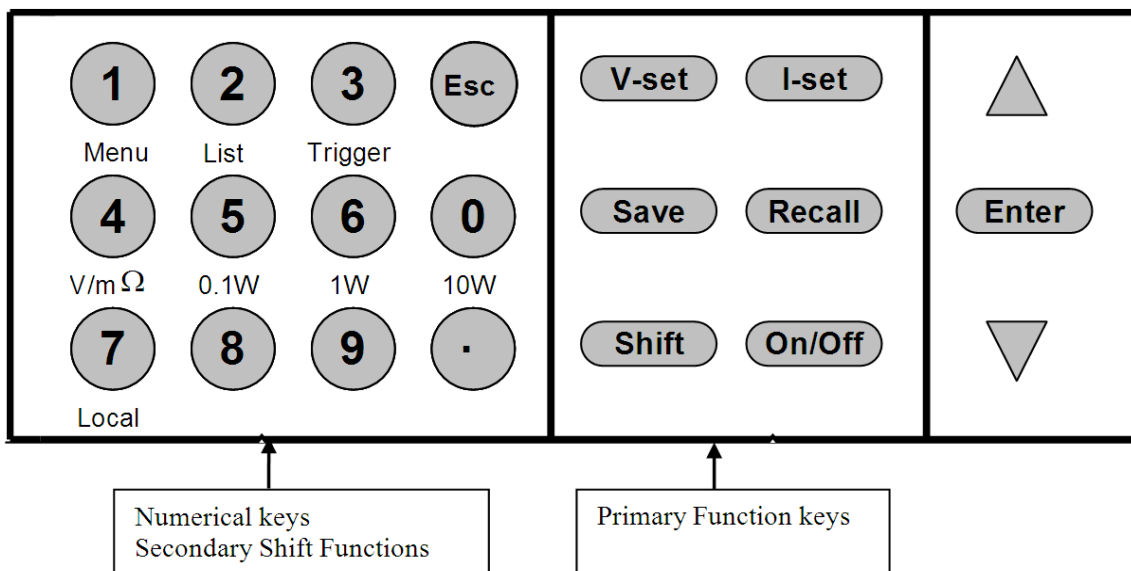 1 2 3 Esc V-set I-set
Menu List Trigger
4 5 6 0 Save Recall Enter
V/mΩ 0.1W 1W 10W
7 8 9 . Shift On/Off
Local
Numerical keys
Secondary Shift Functions
Primary Function keys